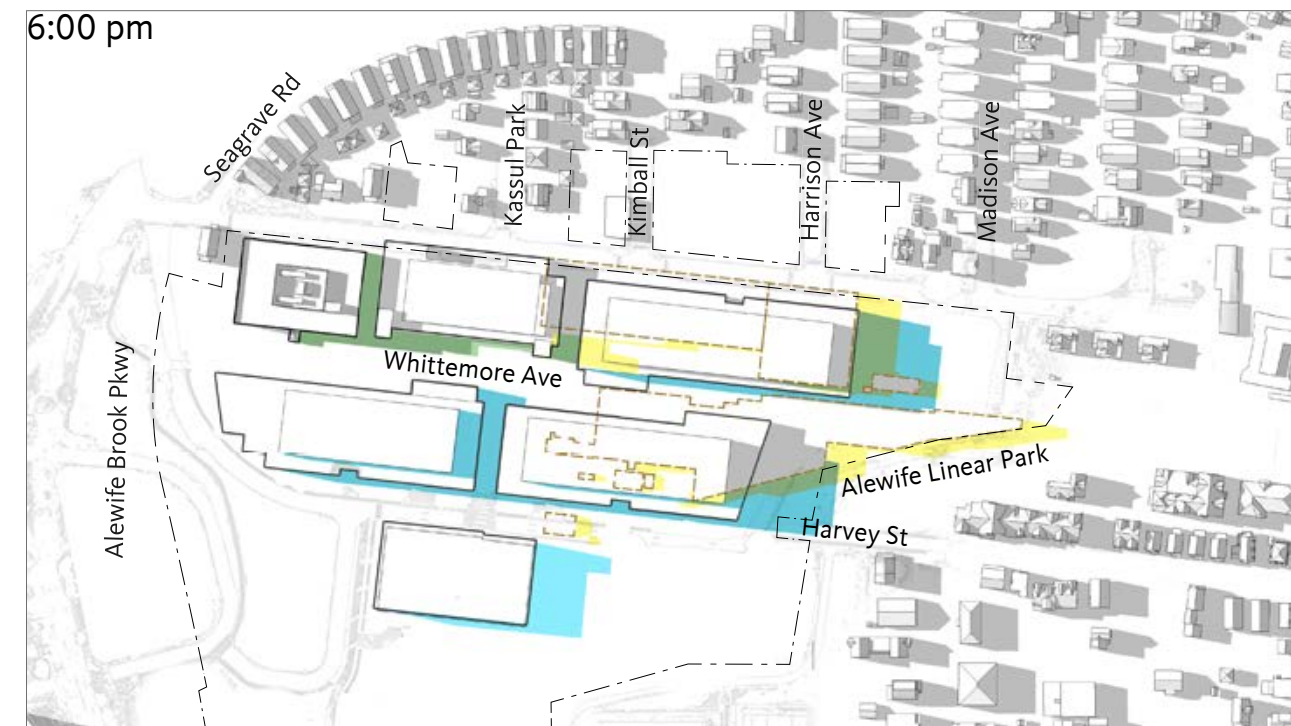 6:00 pm
Seagrave Rd
Kassul Park
Kimball St
Harrison Ave
Madison Ave
Whittemore Ave
Alewife Brook Pkwy
Alewife Linear Park
Harvey St